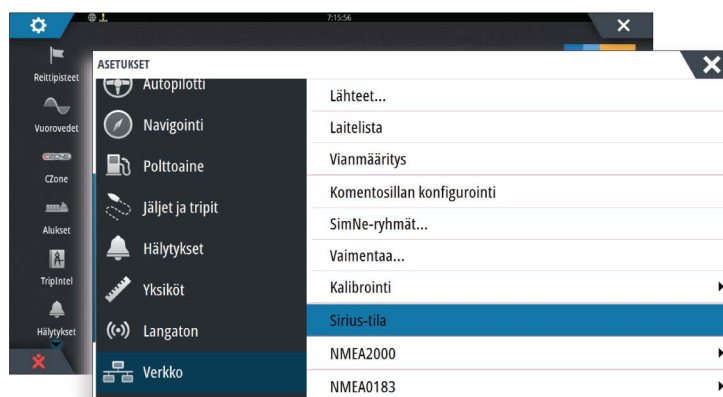 7:15:56
Reittipisteet
Vuorovedet
CZONE
CZone
Alukset
TripIntel
Hälytykset
ASETUKSET
Autopilotti
Navigointi
Polttoaine
Jäljet ja tripit
Hälytykset
Yksiköt
Langaton
Verkko
Lähteet...
Laitelista
Vianmääritys
Komentosillan konfigurointi
SimNe-ryhmät...
Vaimentaa...
Kalibrointi
Sirius-tila
NMEA2000
NMEA0183